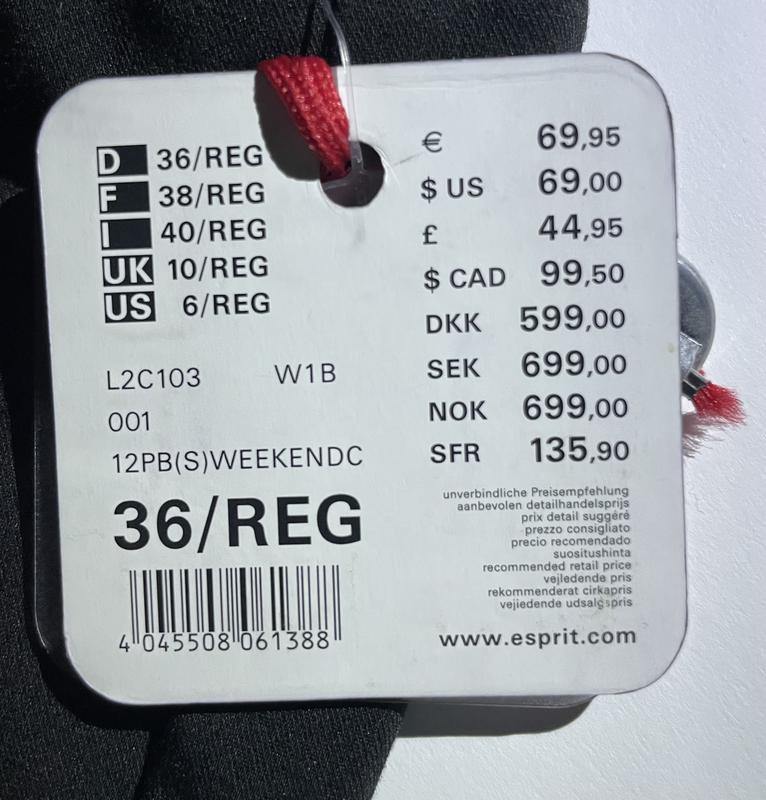 D 36/REG
F 38/REG
I 40/REG
UK 10/REG
US 6/REG
L2C103 W1B
001
12PB(S)WEEKENDC
36/REG
4 045508 061388
€ 69,95
$ US 69,00
£ 44,95
$ CAD 99,50
DKK 599,00
SEK 699,00
NOK 699,00
SFR 135,90
unverbindliche Preisempfehlung
aanbevolen detailhandelsprijs
prix detail suggéré
prezzo consigliato
precio recomendado
suositushinta
recommended retail price
vejledende pris
rekommenderat cirkapris
vejiedende udsalgspris
www.esprit.com